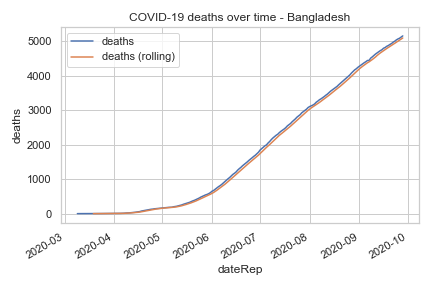 COVID-19 deaths over time - Bangladesh
deaths
deaths (rolling)
5000
4000
3000
2000
1000
0
deaths
2020-03
2020-04
2020-05
2020-06
2020-07
2020-08
2020-09
2020-10
dateRep